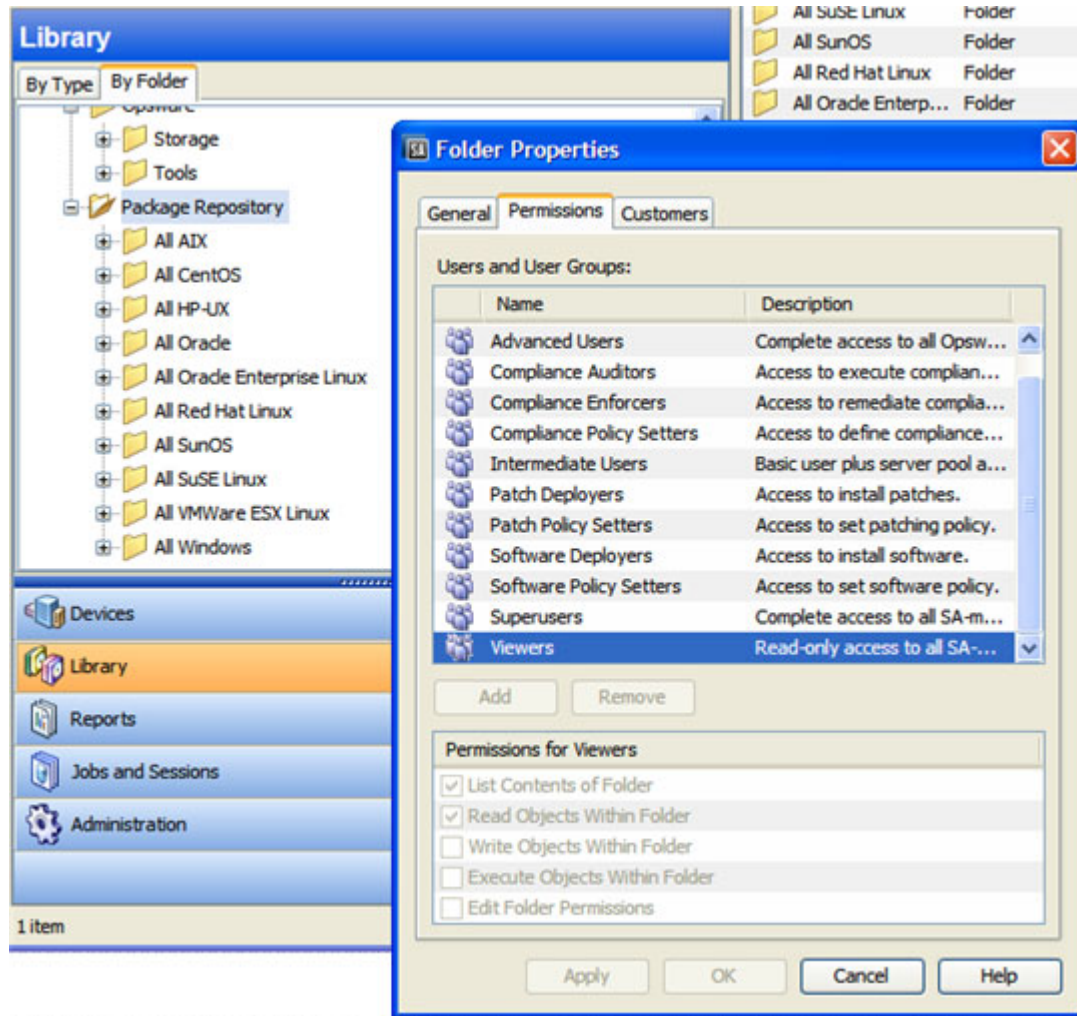 Library
By Type By Folder
Opsware
Storage
Tools
Package Repository
All AIX
All CentOS
All HP-UX
All Oracle
All Oracle Enterprise Linux
All Red Hat Linux
All SunOS
All SuSE Linux
All VMWare ESX Linux
All Windows
Devices
Library
Reports
Jobs and Sessions
Administration
1 item
All SuSE Linux Folder
All SunOS Folder
All Red Hat Linux Folder
All Oracle Enterp... Folder
SA Folder Properties
General Permissions Customers
Users and User Groups:
Name Description
Advanced Users Complete access to all Opsw...
Compliance Auditors Access to execute complian...
Compliance Enforcers Access to remediate complia...
Compliance Policy Setters Access to define compliance...
Intermediate Users Basic user plus server pool a...
Patch Deployers Access to install patches.
Patch Policy Setters Access to set patching policy.
Software Deployers Access to install software.
Software Policy Setters Access to set software policy.
Superusers Complete access to all SA-m...
Viewers Read-only access to all SA-...
Add Remove
Permissions for Viewers
List Contents of Folder
Read Objects Within Folder
Write Objects Within Folder
Execute Objects Within Folder
Edit Folder Permissions
Apply OK Cancel Help